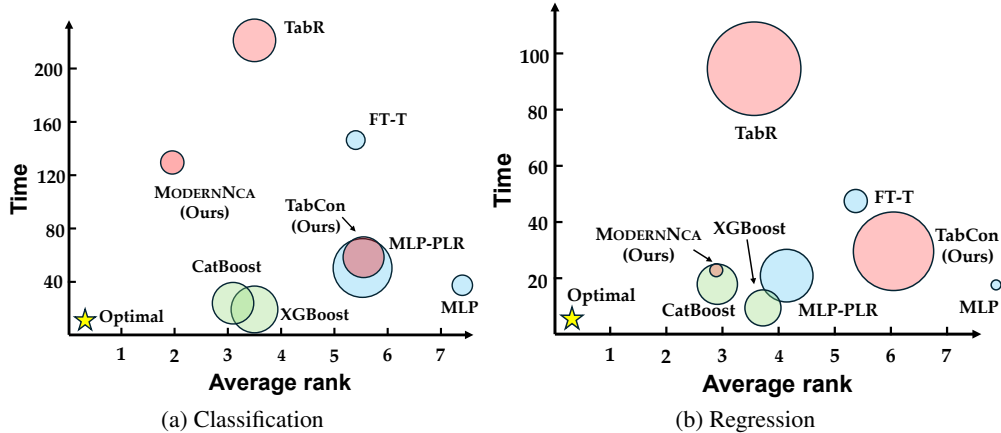 TabR
200
160
FT-T
Time
120
MODERNNCA
(Ours)
TabCon
(Ours)
80
MLP-PLR
CatBoost
40
MLP
Optimal
XGBoost
1 2 3 4 5 6 7
Average rank
(a) Classification
100
80
TabR
Time
60
FT-T
40
XGBoost
TabCon
(Ours)
MODERNNCA
(Ours)
20
Optimal
CatBoost
MLP-PLR
MLP
1 2 3 4 5 6 7
Average rank
(b) Regression